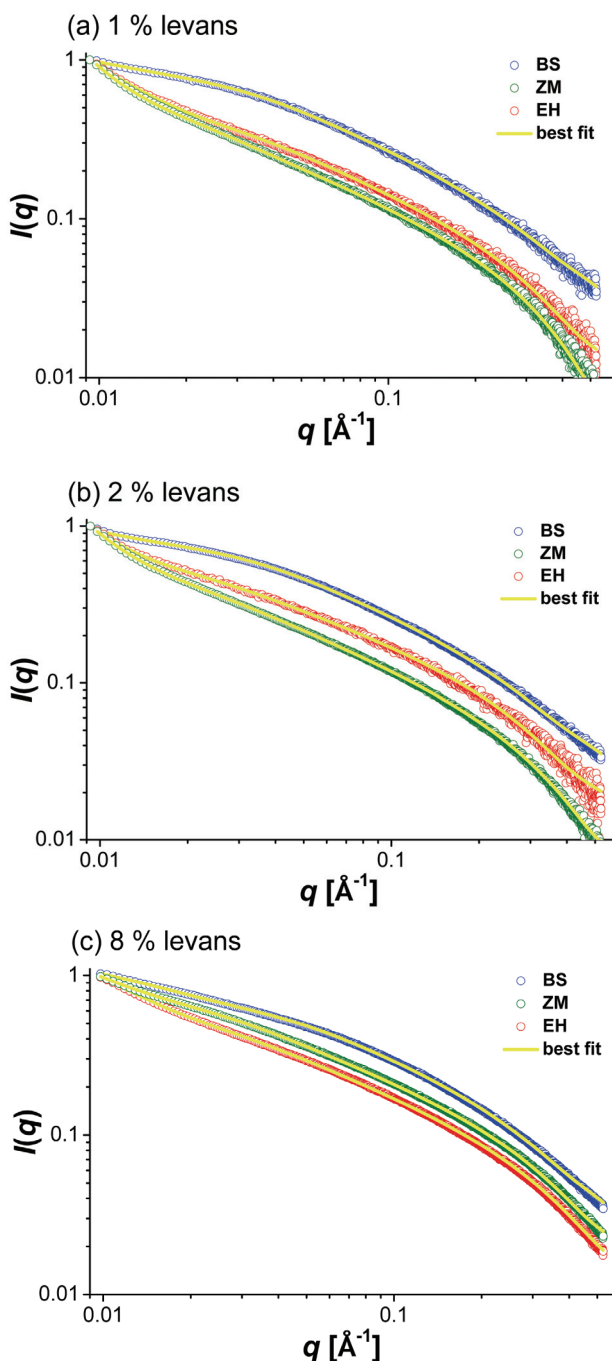 (a) 1 % levans
1
BS
ZM
EH
best fit
0.1
I(q)
0.01
0.01
0.1
q [Å⁻¹]
(b) 2 % levans
1
BS
ZM
EH
best fit
0.1
I(q)
0.01
0.01
0.1
q [Å⁻¹]
(c) 8 % levans
1
BS
ZM
EH
best fit
0.1
I(q)
0.01
0.01
0.1
q [Å⁻¹]